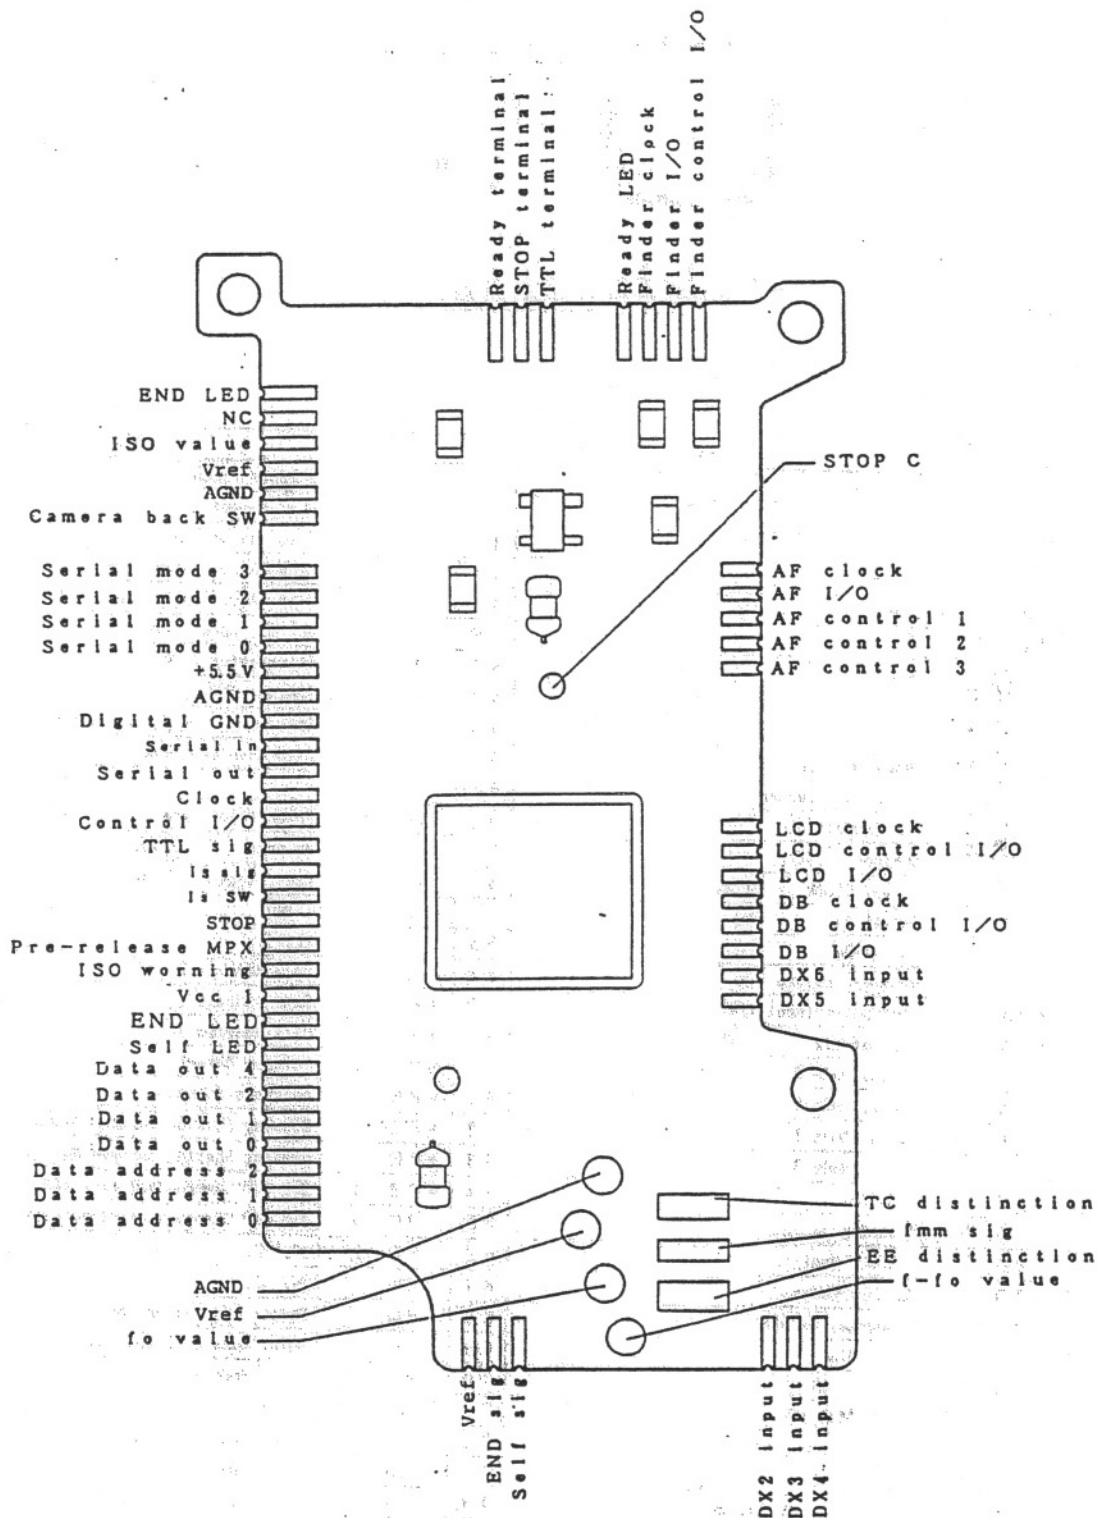 Ready terminal
STOP terminal
TTL terminal
Ready LED
Finder clock
Finder I/O
Finder control I/O
END LED
NC
ISO value
Vref
AGND
Camera back SW
Serial mode 3
Serial mode 2
Serial mode 1
Serial mode 0
+5.5V
AGND
Digital GND
Serial in
Serial out
Clock
Control I/O
TTL sig
Is sig
Is SW
STOP
Pre-release MPX
ISO worning
Vcc 1
END LED
Self LED
Data out 4
Data out 2
Data out 1
Data out 0
Data address 2
Data address 1
Data address 0
STOP C
AF clock
AF I/O
AF control 1
AF control 2
AF control 3
LCD clock
LCD control I/O
LCD I/O
DB clock
DB control I/O
DB I/O
DX6 input
DX5 input
TC distinction
fmm sig
EE distinction
f-fo value
AGND
Vref
fo value
Vref
END sig
Self sig
DX2 input
DX3 input
DX4 input